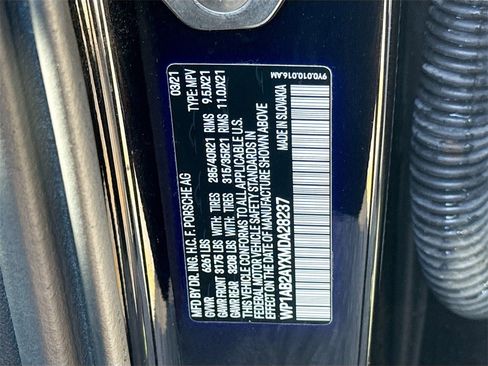 MFD BY DR. ING. H.C. F. PORSCHE AG 03/21
GVWR 6261 LBS TYPE: MPV
GAWR FRONT 3175 LBS WITH: TIRES 285/40R21 RIMS 9.5JX21
GAWR REAR 3208 LBS WITH: TIRES 315/35R21 RIMS 11.0JX21
THIS VEHICLE CONFORMS TO ALL APPLICABLE U.S.
FEDERAL MOTOR VEHICLE SAFETY STANDARDS IN
EFFECT ON THE DATE OF MANUFACTURE SHOWN ABOVE
WP1AB2AYXMDA28237
MADE IN SLOVAKIA
9Y0.010.016.AM